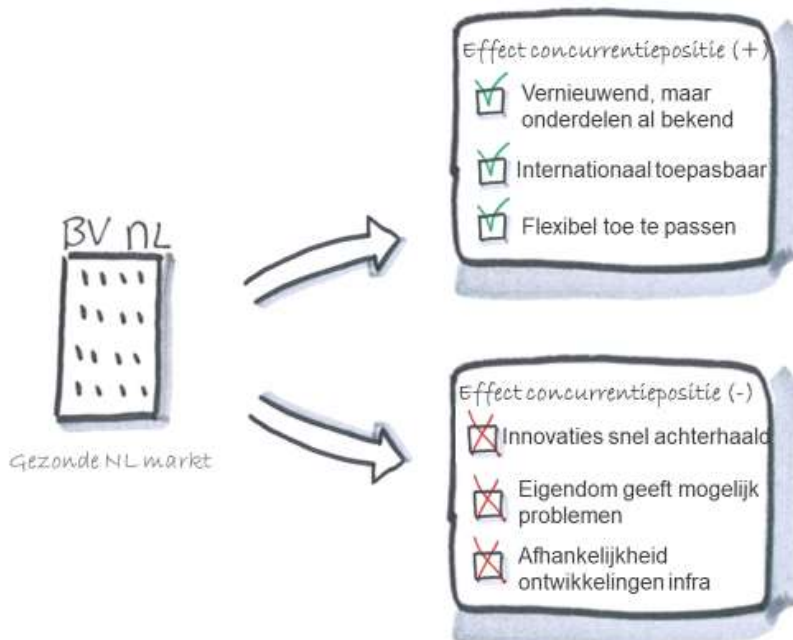 BV NL
Gezonde NL markt
Effect concurrentiepositie (+)
Vernieuwend, maar
onderdelen al bekend
Internationaal toepasbaar
Flexibel toe te passen
Effect concurrentiepositie (-)
Innovaties snel achterhaald
Eigendom geeft mogelijk
problemen
Afhankelijkheid
ontwikkelingen infra